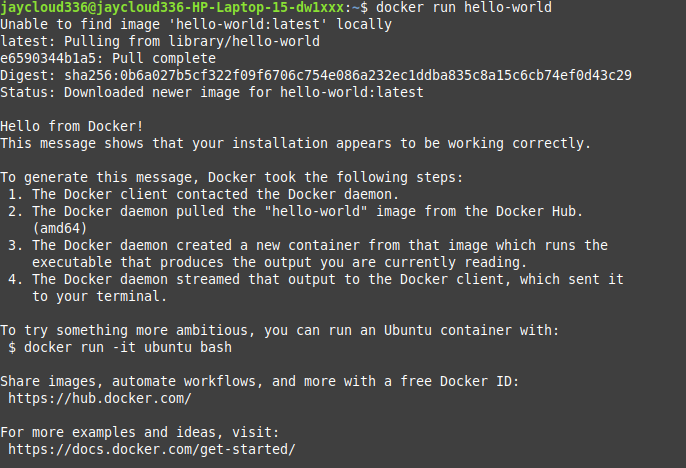 jaycloud336@jaycloud336-HP-Laptop-15-dw1xxx:~$ docker run hello-world
Unable to find image 'hello-world:latest' locally
latest: Pulling from library/hello-world
e6590344b1a5: Pull complete
Digest: sha256:0b6a027b5cf322f09f6706c754e086a232ec1ddba835c8a15c6cb74ef0d43c29
Status: Downloaded newer image for hello-world:latest

Hello from Docker!
This message shows that your installation appears to be working correctly.

To generate this message, Docker took the following steps:
 1. The Docker client contacted the Docker daemon.
 2. The Docker daemon pulled the "hello-world" image from the Docker Hub.
    (amd64)
 3. The Docker daemon created a new container from that image which runs the
    executable that produces the output you are currently reading.
 4. The Docker daemon streamed that output to the Docker client, which sent it
    to your terminal.

To try something more ambitious, you can run an Ubuntu container with:
 $ docker run -it ubuntu bash

Share images, automate workflows, and more with a free Docker ID:
 https://hub.docker.com/

For more examples and ideas, visit:
 https://docs.docker.com/get-started/